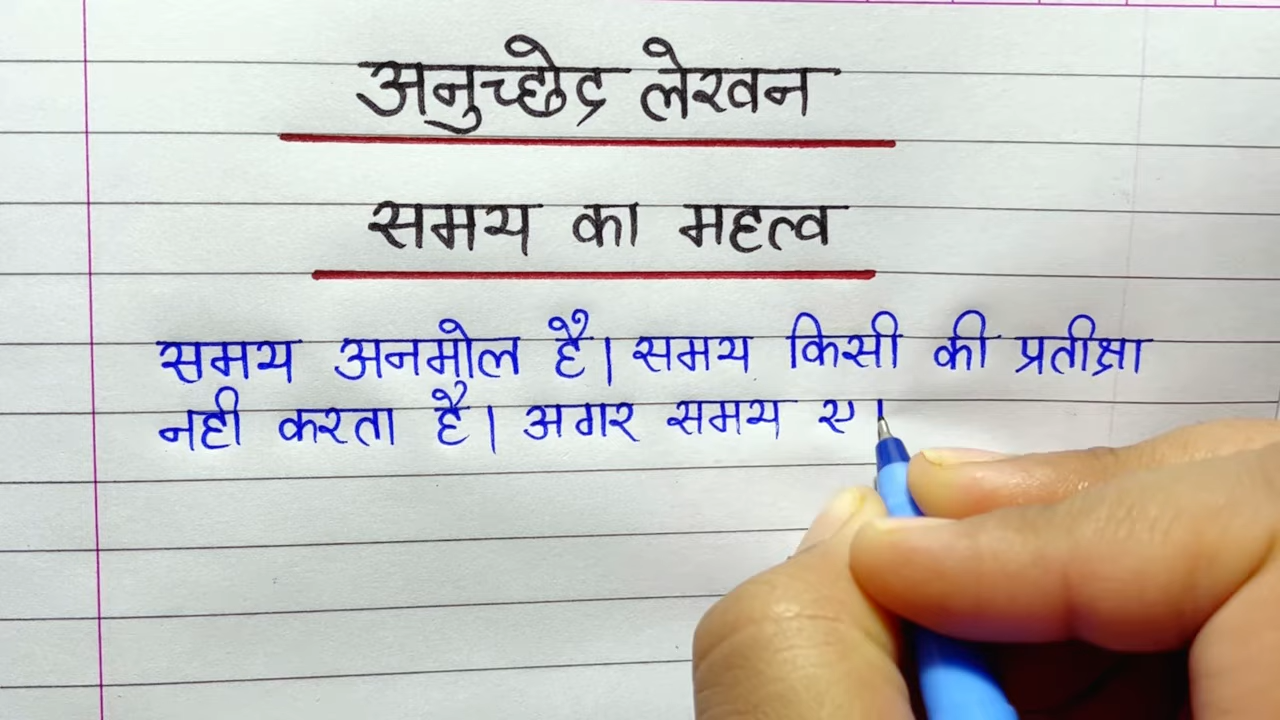 अनुच्छेद लेखन
समय का महत्व
समय अनमोल है। समय किसी की प्रतीक्षा
नही करता है। अगर समय